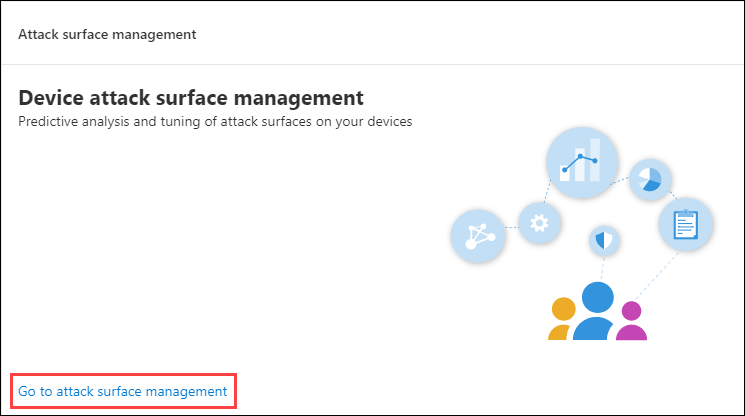 Attack surface management
Device attack surface management
Predictive analysis and tuning of attack surfaces on your devices
Go to attack surface management